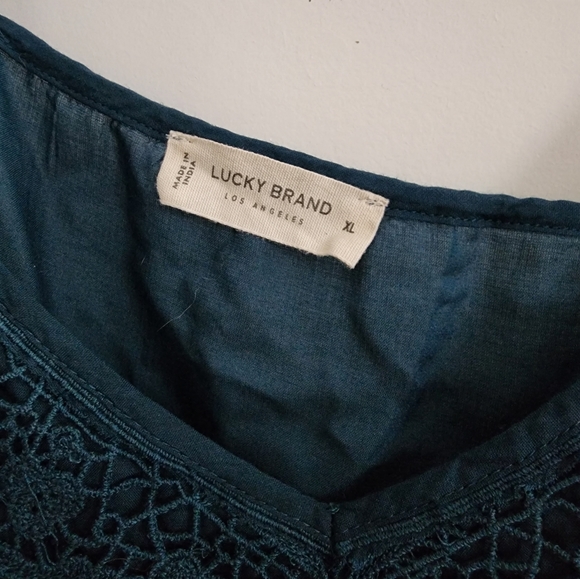 MADE IN
INDIA
LUCKY BRAND
LOS ANGELES
XL